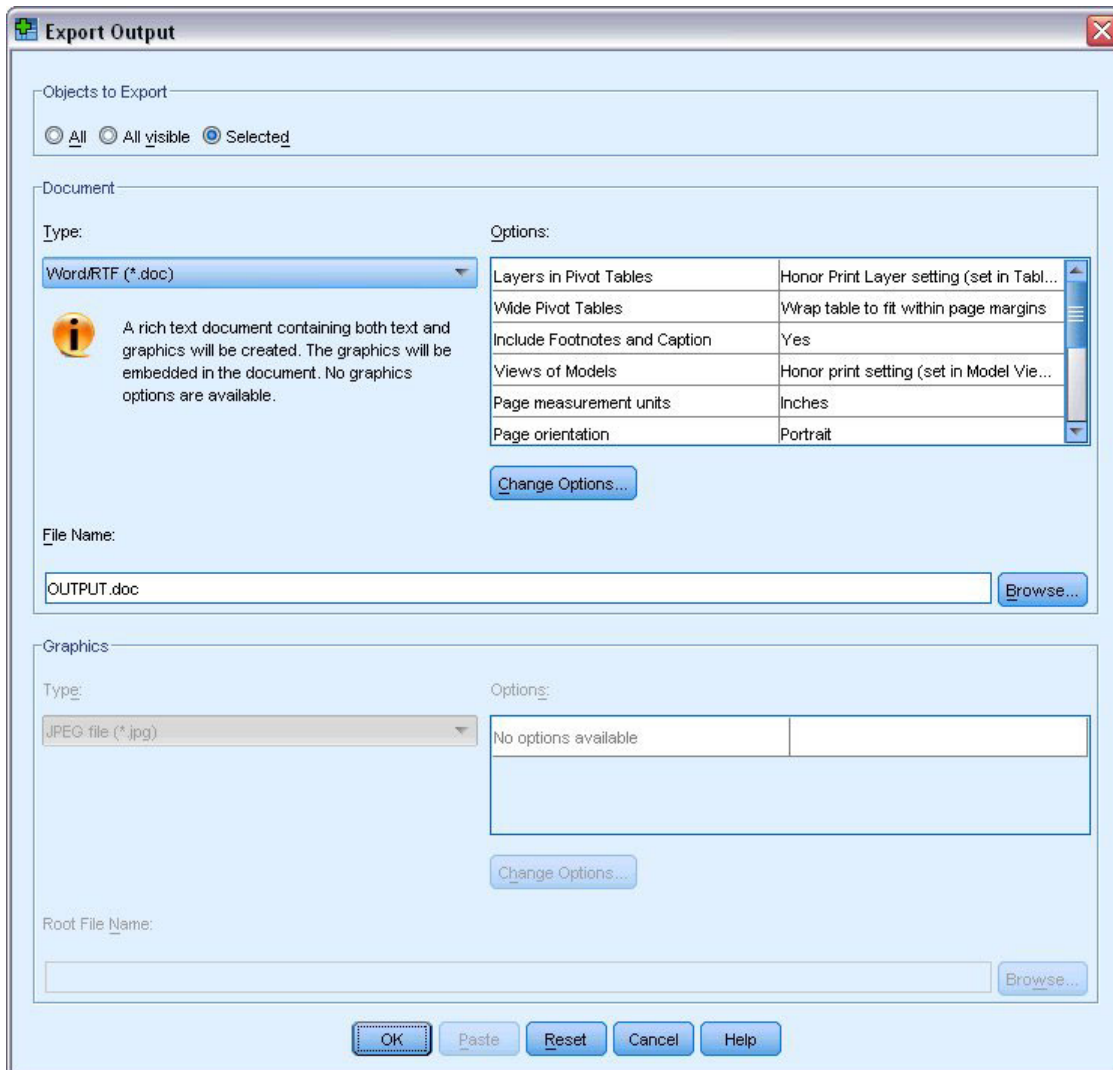 Export Output
Objects to Export
All All visible Selected
Document
Type:
Word/RTF (*.doc)
A rich text document containing both text and
graphics will be created. The graphics will be
embedded in the document. No graphics
options are available.
Options:
Layers in Pivot Tables Honor Print Layer setting (set in Tabl...
Wide Pivot Tables Wrap table to fit within page margins
Include Footnotes and Caption Yes
Views of Models Honor print setting (set in Model Vie...
Page measurement units Inches
Page orientation Portrait
Change Options...
File Name:
OUTPUT.doc Browse...
Graphics
Type:
JPEG file (*.jpg)
Options:
No options available
Change Options...
Root File Name:
Browse...
OK Paste Reset Cancel Help